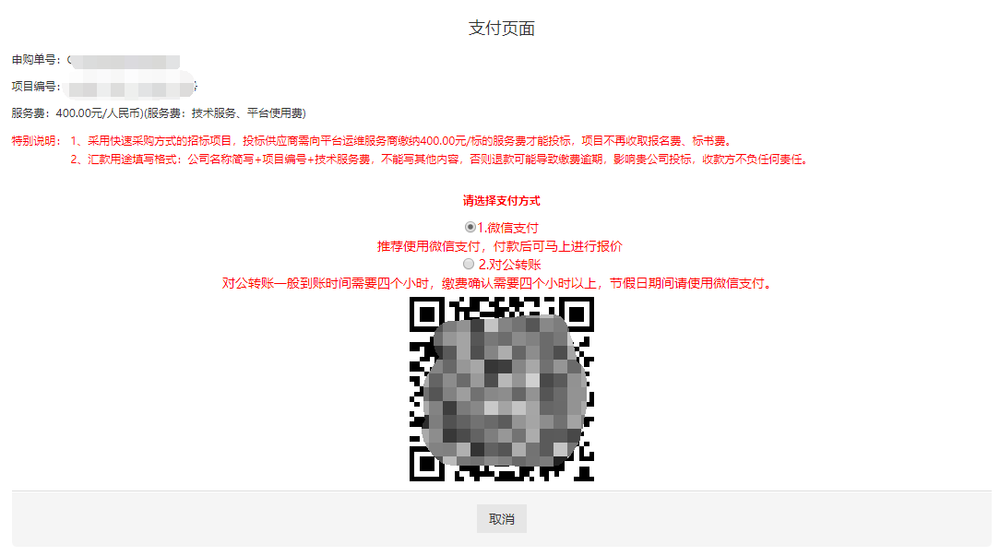 支付页面
申购单号：
项目编号：
服务费：400.00元/人民币)(服务费：技术服务、平台使用费)
特别说明： 1、采用快速采购方式的招标项目，投标供应商需向平台运维服务商缴纳400.00元/标的服务费才能投标，项目不再收取报名费、标书费。
2、汇款用途填写格式：公司名称简写+项目编号+技术服务费，不能写其他内容，否则退款可能导致缴费逾期，影响贵公司投标，收款方不负任何责任。
请选择支付方式
1.微信支付
推荐使用微信支付，付款后可马上进行报价
2.对公转账
对公转账一般到账时间需要四个小时，缴费确认需要四个小时以上，节假日期间请使用微信支付。
取消